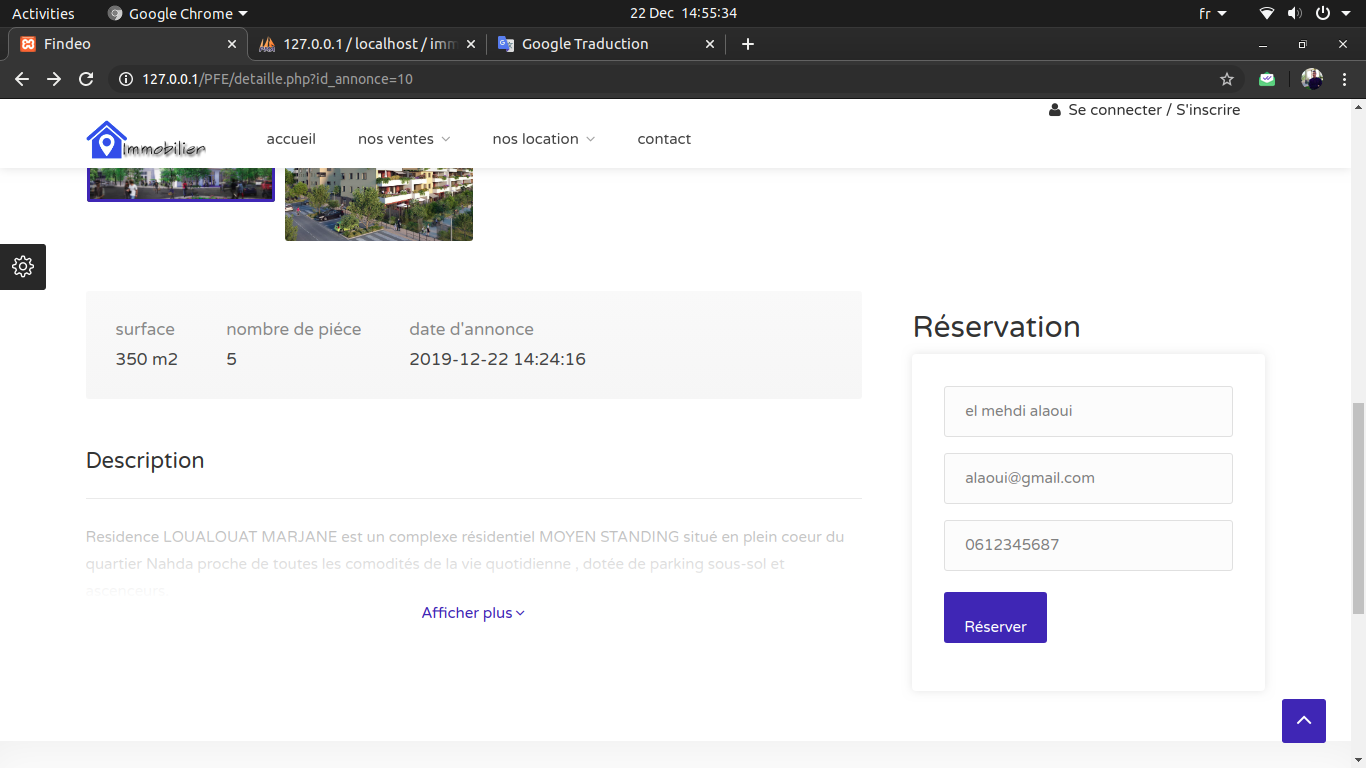 Activities
Google Chrome
22 Dec 14:55:34
fr
Findeo
127.0.0.1 / localhost / imm
Google Traduction
127.0.0.1/PFE/detaille.php?id_annonce=10
Se connecter / S'inscrire
Immobilier
accueil
nos ventes
nos location
contact
surface
nombre de piéce
date d'annonce
350 m2
5
2019-12-22 14:24:16
Réservation
el mehdi alaoui
alaoui@gmail.com
0612345687
Réserver
Description
Residence LOUALOUAT MARJANE est un complexe résidentiel MOYEN STANDING situé en plein coeur du
quartier Nahda proche de toutes les comodités de la vie quotidienne , dotée de parking sous-sol et
ascenceurs
Afficher plus